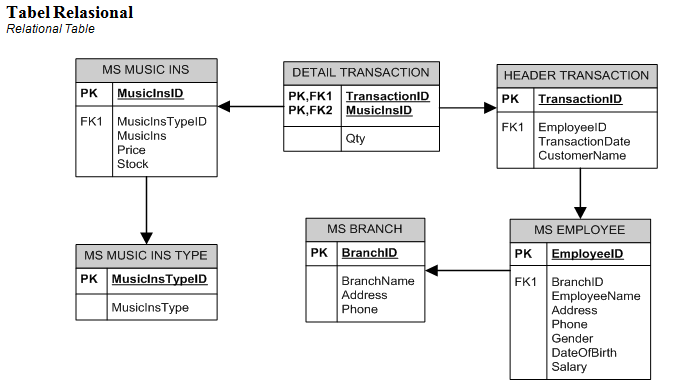 Tabel Relasional
Relational Table
MS MUSIC INS
PK MusicInsID
FK1 MusicInsTypeID
MusicIns
Price
Stock
DETAIL TRANSACTION
PK,FK1 TransactionID
PK,FK2 MusicInsID
Qty
HEADER TRANSACTION
PK TransactionID
FK1 EmployeeID
TransactionDate
CustomerName
MS MUSIC INS TYPE
PK MusicInsTypeID
MusicInsType
MS BRANCH
PK BranchID
BranchName
Address
Phone
MS EMPLOYEE
PK EmployeeID
FK1 BranchID
EmployeeName
Address
Phone
Gender
DateOfBirth
Salary